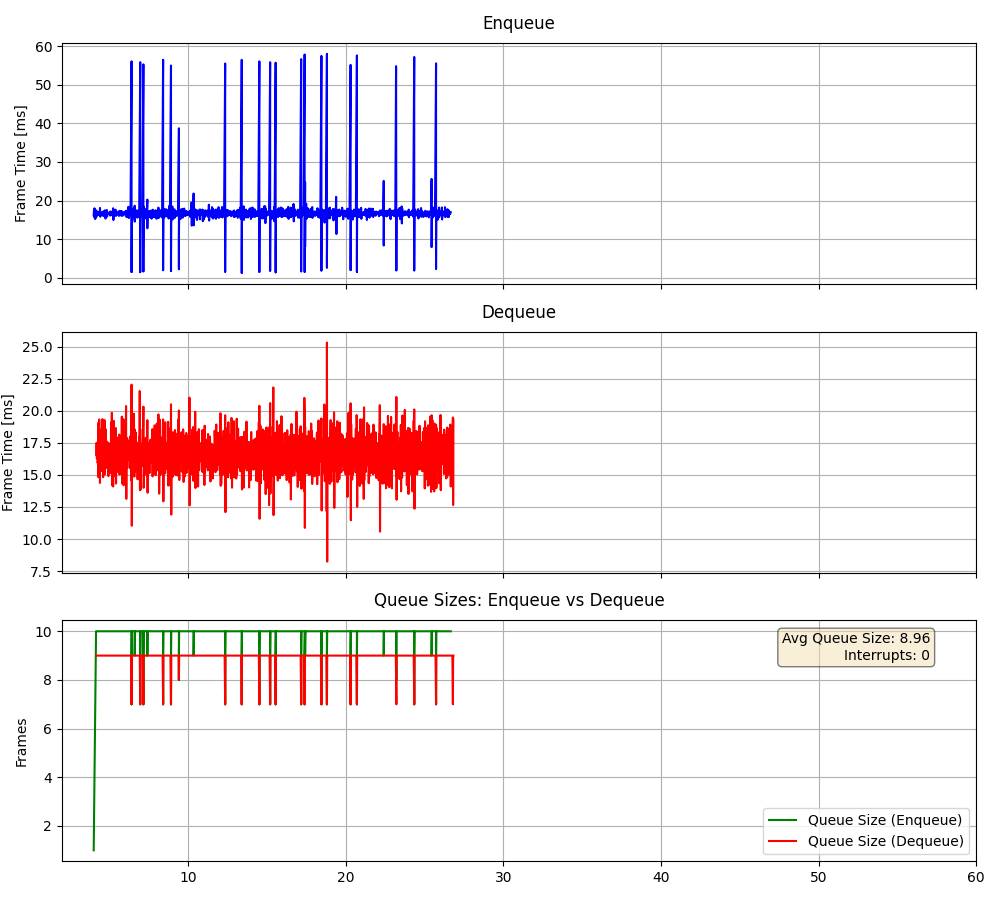 Enqueue
Frame Time [ms]
60
50
40
30
20
10
0
Dequeue
Frame Time [ms]
25.0
22.5
20.0
17.5
15.0
12.5
10.0
7.5
Queue Sizes: Enqueue vs Dequeue
Frames
10
8
6
4
2
Avg Queue Size: 8.96
Interrupts: 0
Queue Size (Enqueue)
Queue Size (Dequeue)
10 20 30 40 50 60